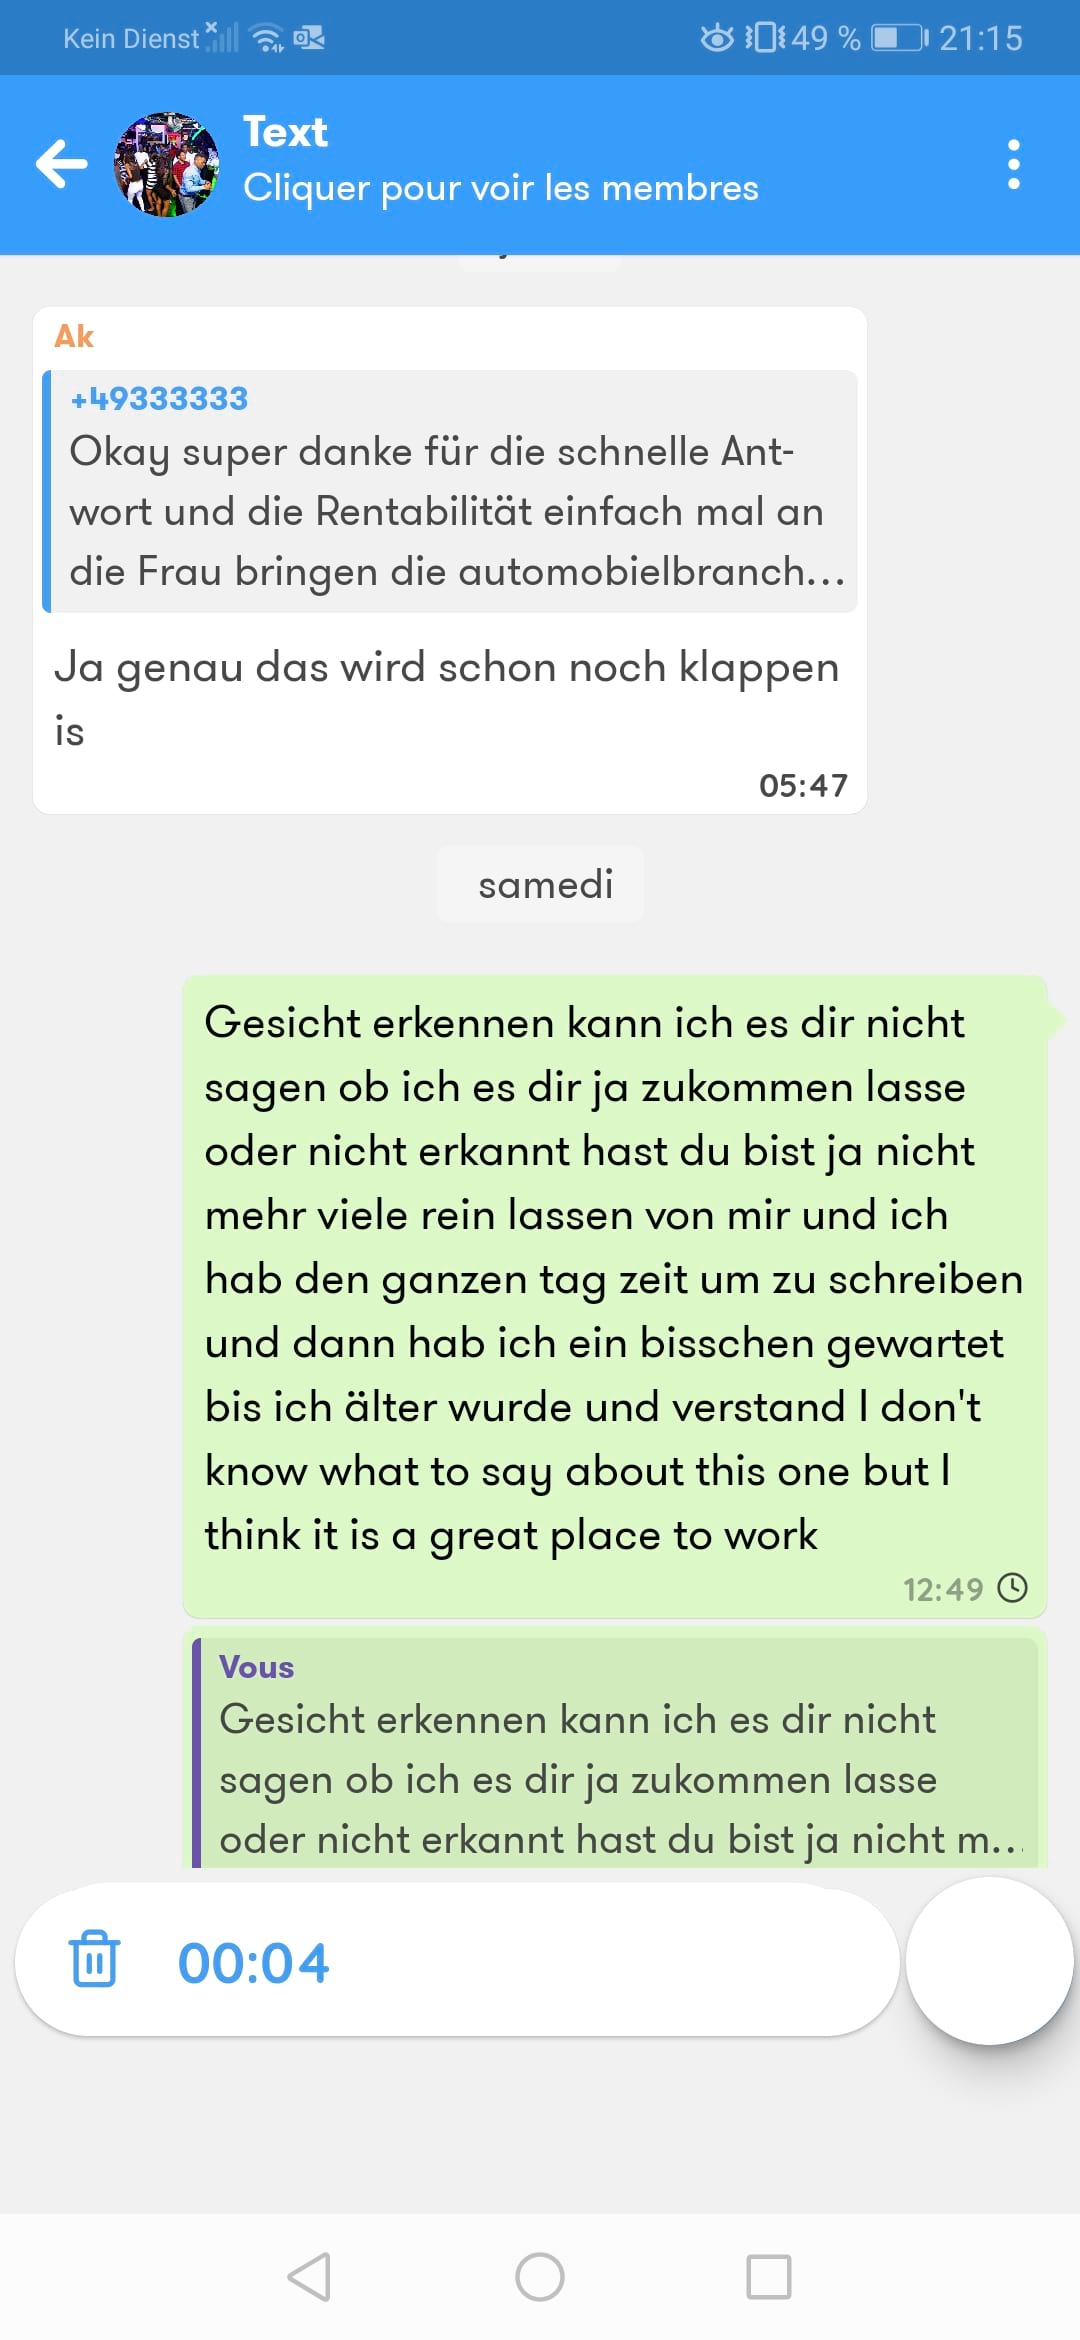 Kein Dienst 49 % 21:15
Text
Cliquer pour voir les membres
Ak
+49333333
Okay super danke für die schnelle Ant-
wort und die Rentabilität einfach mal an
die Frau bringen die automobielbranch...
Ja genau das wird schon noch klappen
is
05:47
samedi
Gesicht erkennen kann ich es dir nicht
sagen ob ich es dir ja zukommen lasse
oder nicht erkannt hast du bist ja nicht
mehr viele rein lassen von mir und ich
hab den ganzen tag zeit um zu schreiben
und dann hab ich ein bisschen gewartet
bis ich älter wurde und verstand I don't
know what to say about this one but I
think it is a great place to work
12:49
Vous
Gesicht erkennen kann ich es dir nicht
sagen ob ich es dir ja zukommen lasse
oder nicht erkannt hast du bist ja nicht m...
00:04